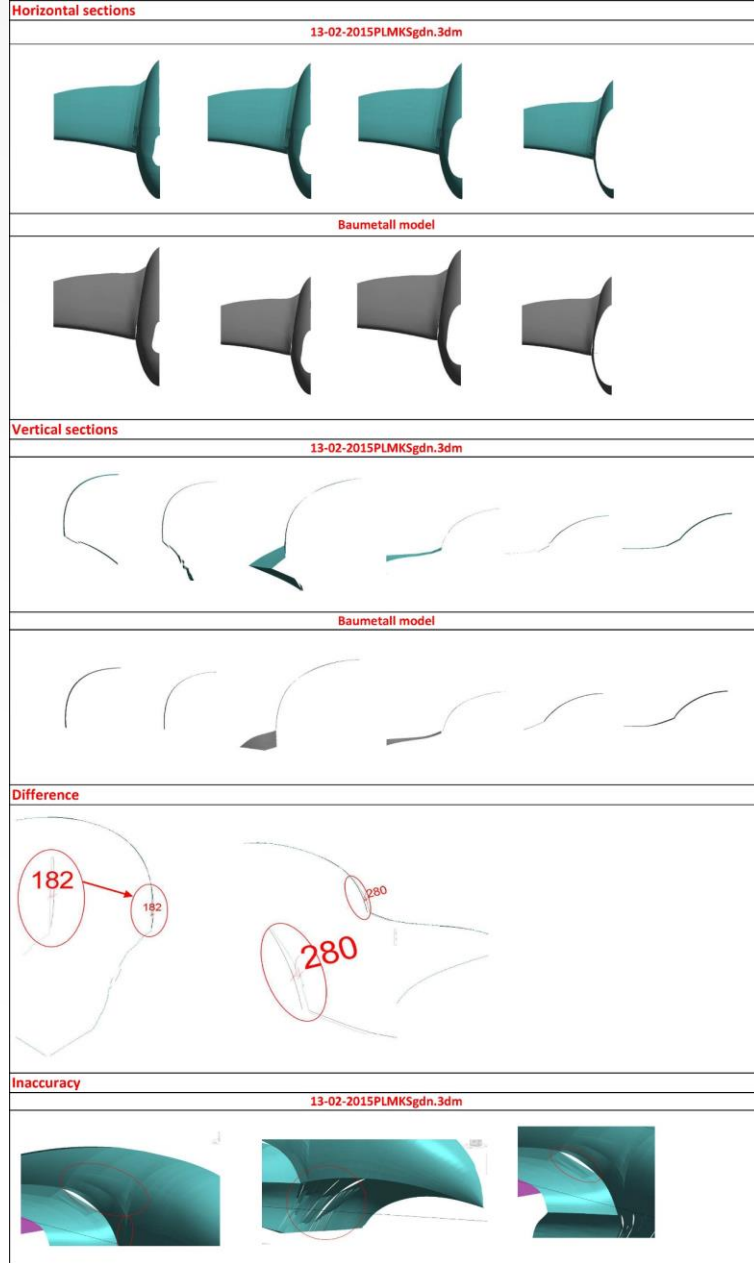 Horizontal sections
13-02-2015PLMKSgdn.3dm
Baumetall model
Vertical sections
13-02-2015PLMKSgdn.3dm
Baumetall model
Difference
182
182
280
280
Inaccuracy
13-02-2015PLMKSgdn.3dm